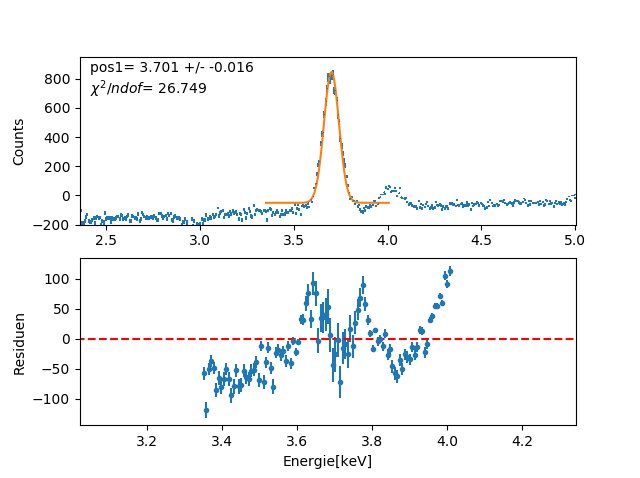 pos1= 3.701 +/- -0.016
χ²/ndof= 26.749
Counts
800
600
400
200
0
−200
2.5 3.0 3.5 4.0 4.5 5.0
Residuen
100
50
0
−50
−100
3.2 3.4 3.6 3.8 4.0 4.2
Energie[keV]